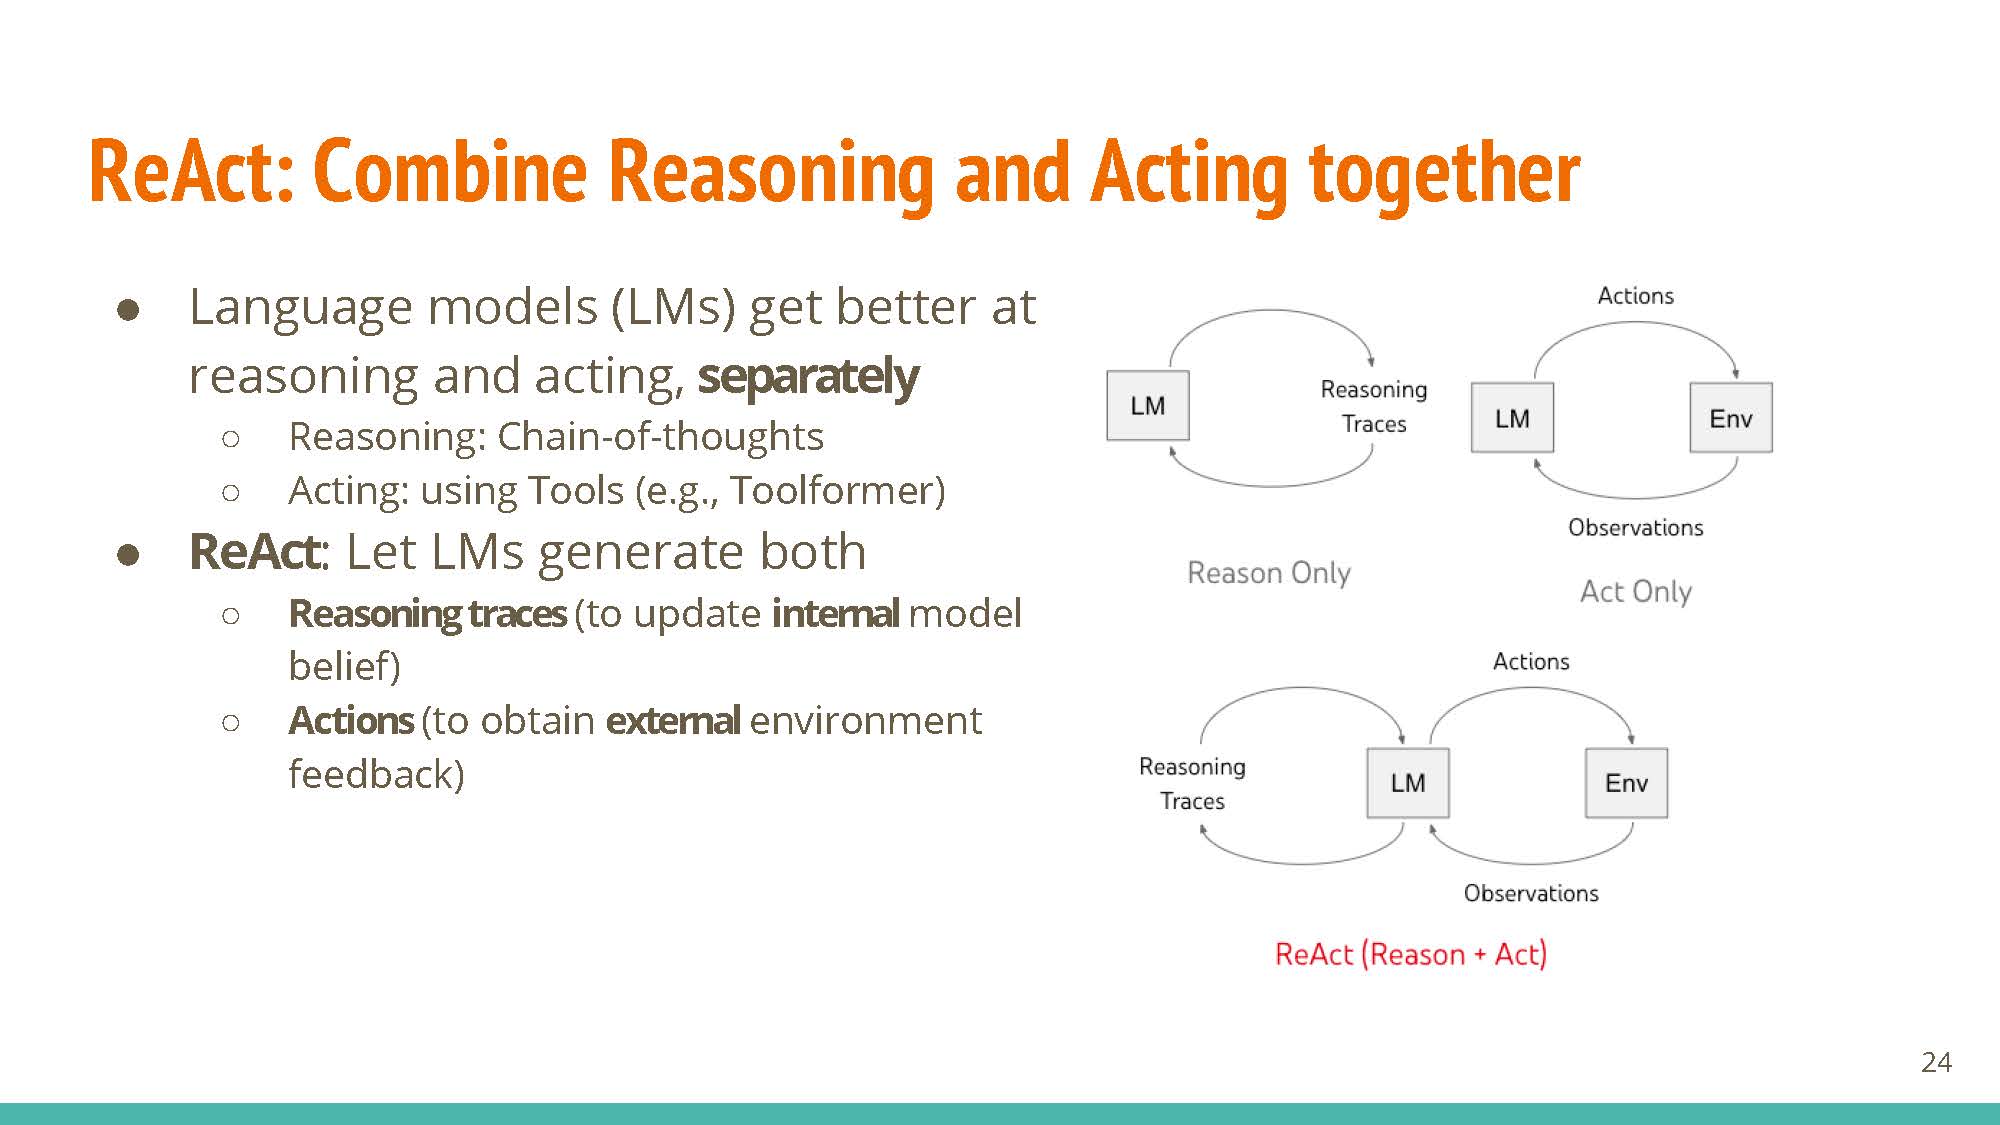 ReAct: Combine Reasoning and Acting together
● Language models (LMs) get better at
reasoning and acting, separately
○ Reasoning: Chain-of-thoughts
○ Acting: using Tools (e.g., Toolformer)
● ReAct: Let LMs generate both
○ Reasoning traces (to update internal model
belief)
○ Actions (to obtain external environment
feedback)
LM
Reasoning
Traces
Reason Only
Actions
LM
Env
Observations
Act Only
Actions
Reasoning
Traces
LM
Env
Observations
ReAct (Reason + Act)
24